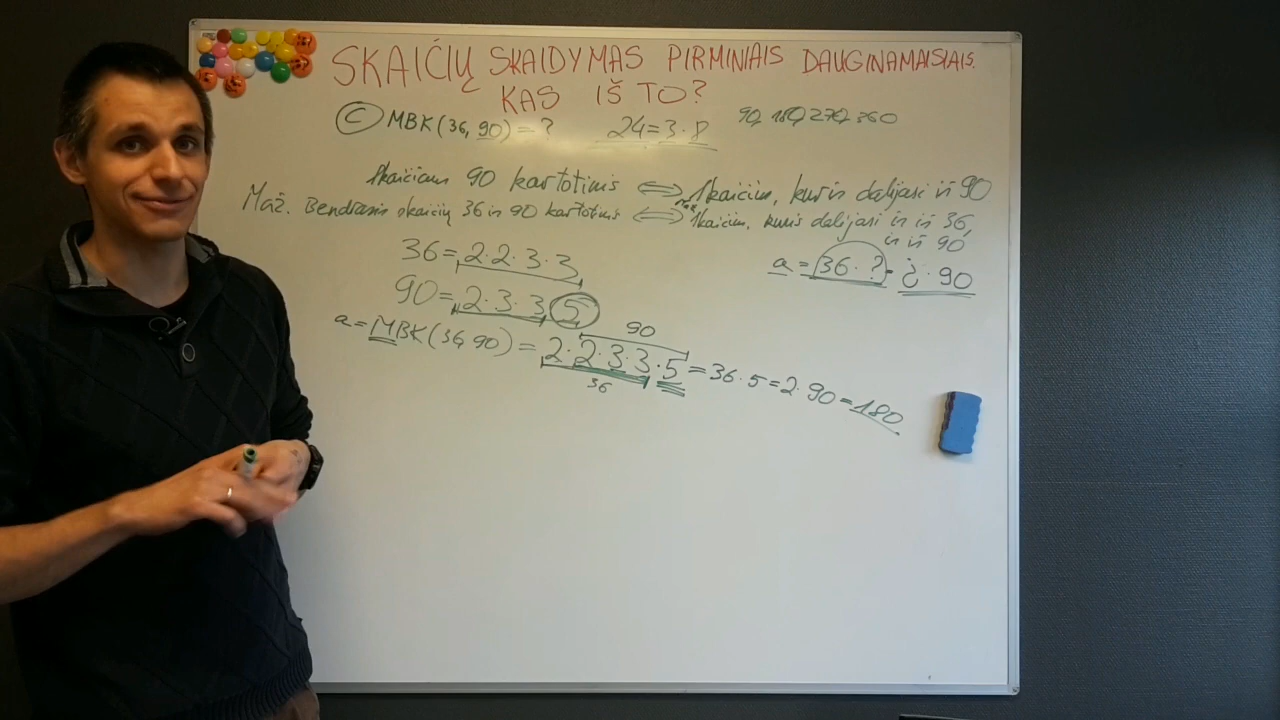 SKAIČIŲ SKAIDYMAS PIRMINIAIS DAUGINAMAISIAIS.
KAS IŠ TO?
C MBK(36, 90) = ?
24 = 3·8
90, 180, 270, 360
Skaičiaus 90 kartotinis ⇔ Skaičius, kuris dalijasi iš 90
Maž. Bendrasis skaičių 36 ir 90 kartotinis ⇔ Skaičius, kuris dalijasi ir iš 36,
ir iš 90
36 = 2·2·3·3
a = 36·? = ¿·90
90 = 2·3·3·5
90
a = MBK(36, 90) = 2·2·3·3·5 = 36·5 = 2·90 = 180
36